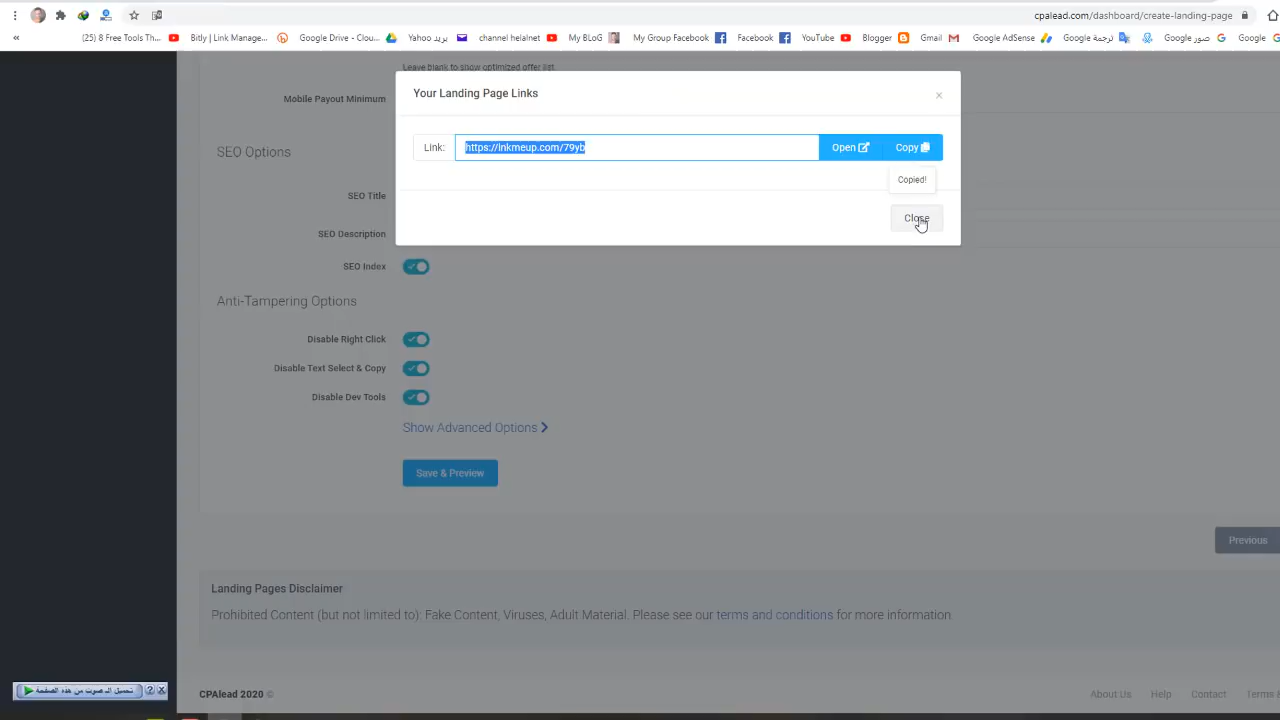 cpalead.com/dashboard/create-landing-page
(25) 8 Free Tools Th...
Bitly | Link Manage...
Google Drive - Clou...
Yahoo بريد
channel helalnet
My BLoG
My Group Facebook
Facebook
YouTube
Blogger
Gmail
Google AdSense
ترجمة Google
صور Google
Google
Leave blank to show optimized offer list.
Mobile Payout Minimum
Your Landing Page Links
×
Link:
https://lnkmeup.com/79yb
Open
Copy
Copied!
Close
SEO Options
SEO Title
SEO Description
SEO Index
Anti-Tampering Options
Disable Right Click
Disable Text Select & Copy
Disable Dev Tools
Show Advanced Options
Save & Preview
Previous
Landing Pages Disclaimer
Prohibited Content (but not limited to): Fake Content, Viruses, Adult Material. Please see our terms and conditions for more information
تحميل الـ صوت من هذه الصفحة
?
X
CPAlead 2020 ©
About Us
Help
Contact
Terms